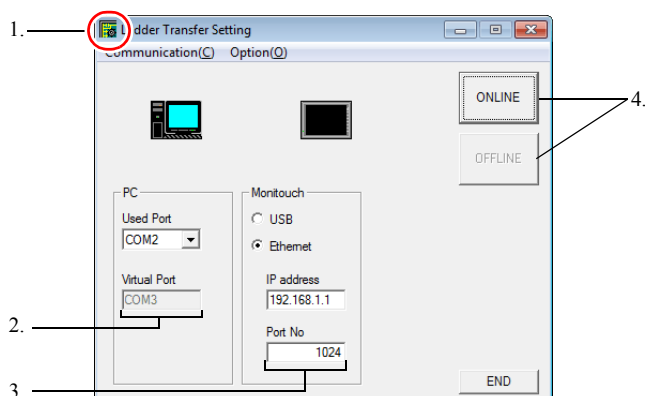 1.
Ladder Transfer Setting
Communication(C) Option(O)
ONLINE
4.
OFFLINE
PC
Monitouch
Used Port
USB
COM2
Ethernet
Virtual Port
IP address
COM3
192.168.1.1
2.
Port No
1024
3.
END